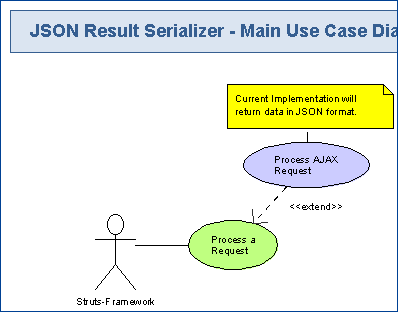 JSON Result Serializer - Main Use Case Dia
Current Implementation will
return data in JSON format.
Process AJAX
Request
<<extend>>
Process a
Request
Struts-Framework